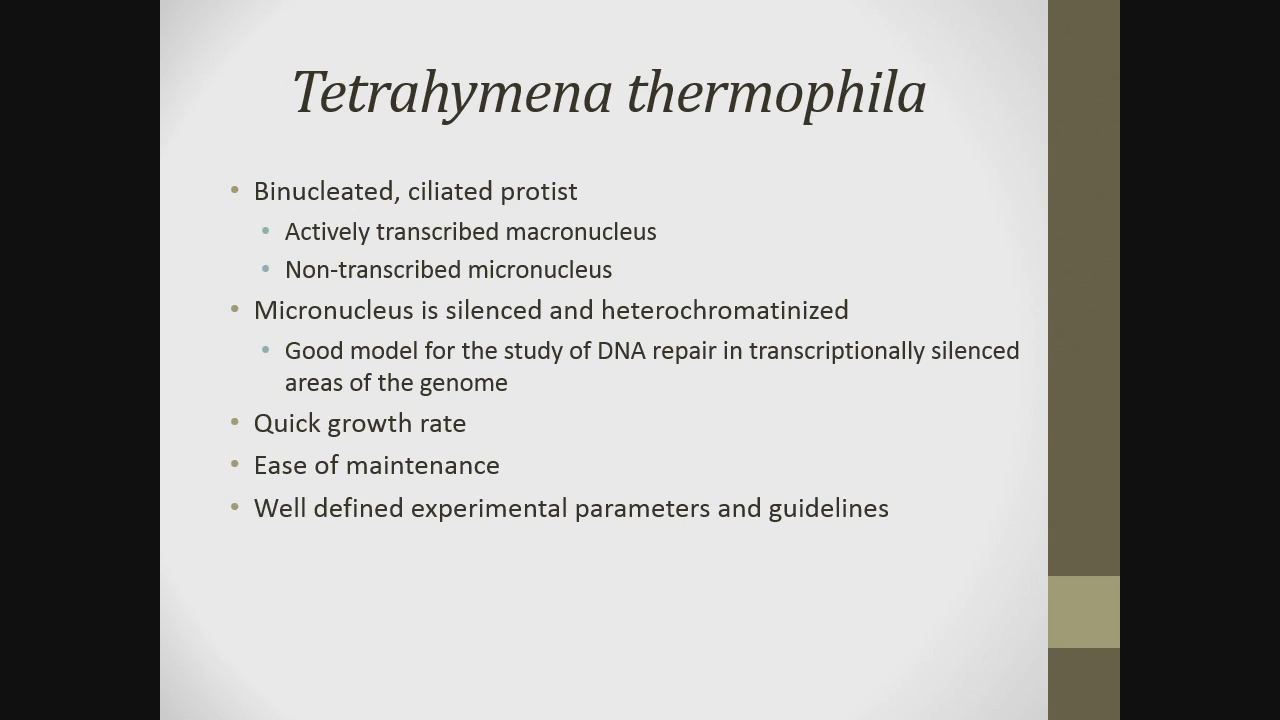 Tetrahymena thermophila
• Binucleated, ciliated protist
• Actively transcribed macronucleus
• Non-transcribed micronucleus
• Micronucleus is silenced and heterochromatinized
• Good model for the study of DNA repair in transcriptionally silenced
areas of the genome
• Quick growth rate
• Ease of maintenance
• Well defined experimental parameters and guidelines